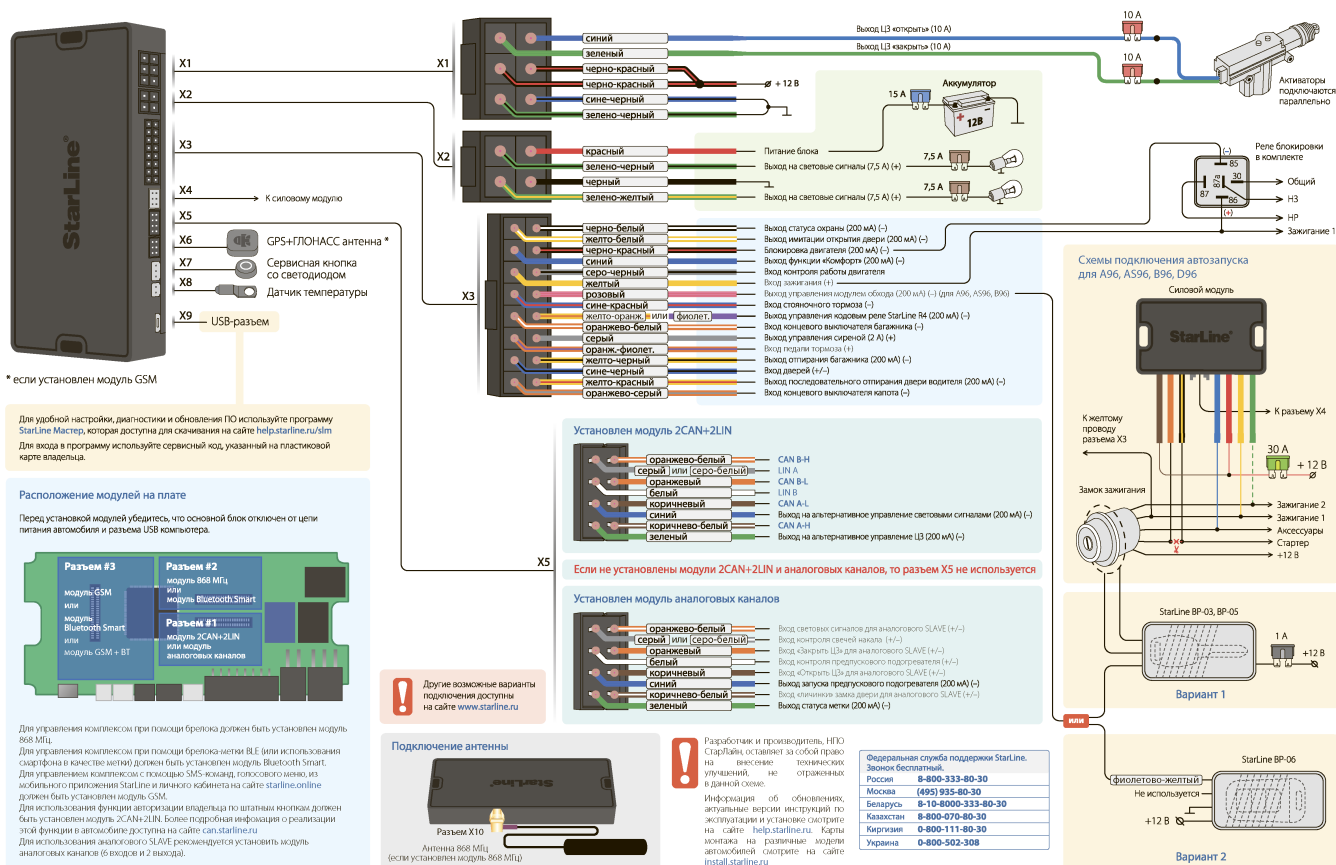 StarLine®
X1
X2
X3
X4
К силовому модулю
X5
X6
GPS+ГЛОНАСС антенна *
X7
Сервисная кнопка
со светодиодом
X8
Датчик температуры
X9
USB-разъем
* если установлен модуль GSM
Для удобной настройки, диагностики и обновления ПО используйте программу
StarLine Мастер, которая доступна для скачивания на сайте help.starline.ru/slm
Для входа в программу используйте сервисный код, указанный на пластиковой
карте владельца.
Расположение модулей на плате
Перед установкой модулей убедитесь, что основной блок отключен от цепи
питания автомобиля и разъема USB компьютера.
Разъем #3
модуль GSM
или
модуль
Bluetooth Smart
или
модуль GSM + BT
Разъем #2
модуль 868 МГц
или
модуль Bluetooth Smart
Разъем #1
модуль 2CAN+2LIN
или модуль
аналоговых каналов
Для управления комплексом при помощи брелока должен быть установлен модуль
868 МГц.
Для управления комплексом при помощи брелока-метки BLE (или использования
смартфона в качестве метки) должен быть установлен модуль Bluetooth Smart.
Для управлением комплексом с помощью SMS-команд, голосового меню, из
мобильного приложения StarLine и личного кабинета на сайте starline.online
должен быть установлен модуль GSM.
Для использования функции авторизации владельца по штатным кнопкам должен
быть установлен модуль 2CAN+2LIN. Более подробная информация о реализации
этой функции в автомобиле доступна на сайте can.starline.ru
Для использования аналогового SLAVE рекомендуется установить модуль
аналоговых каналов (6 входов и 2 выхода).
X1
синий
Выход ЦЗ «открыть» (10 А)
зеленый
Выход ЦЗ «закрыть» (10 А)
черно-красный
черно-красный
+ 12 В
сине-черный
зелено-черный
10 А
10 А
Активаторы
подключаются
параллельно
X2
15 А
Аккумулятор
12В
красный
Питание блока
зелено-черный
Выход на световые сигналы (7,5 А) (+)
7,5 А
черный
зелено-желтый
Выход на световые сигналы (7,5 А) (+)
7,5 А
X3
черно-белый
Выход статуса охраны (200 мА) (–)
желто-белый
Выход имитации открытия двери (200 мА) (–)
черно-красный
Блокировка двигателя (200 мА) (–)
синий
Выход функции «Комфорт» (200 мА) (–)
серо-черный
Вход контроля работы двигателя
желтый
Вход зажигания (+)
розовый
Выход управления модулем обхода (200 мА) (–) (для А96, AS96, В96)
сине-красный
Вход стояночного тормоза (–)
желто-оранж. или фиолет.
Выход управления кодовым реле StarLine R4 (200 мА) (–)
оранжево-белый
Вход концевого выключателя багажника (–)
серый
Выход управления сиреной (2 А) (+)
оранж.-фиолет.
Вход педали тормоза (+)
желто-черный
Выход отпирания багажника (200 мА) (–)
сине-черный
Вход дверей (+/–)
желто-красный
Выход последовательного отпирания двери водителя (200 мА) (–)
оранжево-серый
Вход концевого выключателя капота (–)
Реле блокировки
в комплекте
(–)
85
30
87a
87
86
(+)
Общий
НЗ
НР
Зажигание 1
X5
Установлен модуль 2CAN+2LIN
оранжево-белый
CAN B-H
серый или серо-белый
LIN A
оранжевый
CAN B-L
белый
LIN B
коричневый
CAN A-L
синий
Выход на альтернативное управление световыми сигналами (200 мА) (–)
коричнево-белый
CAN A-H
зеленый
Выход на альтернативное управление ЦЗ (200 мА) (–)
Если не установлены модули 2CAN+2LIN и аналоговых каналов, то разъем X5 не используется
Установлен модуль аналоговых каналов
оранжево-белый
Вход световых сигналов для аналогового SLAVE (+/–)
серый или серо-белый
Вход контроля свечей накала (+/–)
оранжевый
Вход «Закрыть ЦЗ» для аналогового SLAVE (+/–)
белый
Вход контроля предпускового подогревателя (+/–)
коричневый
Вход «Открыть ЦЗ» для аналогового SLAVE (+/–)
синий
Выход запуска предпускового подогревателя (200 мА) (–)
коричнево-белый
Вход «личинки» замка двери для аналогового SLAVE (+/–)
зеленый
Выход статуса метки (200 мА) (–)
Другие возможные варианты
подключения доступны
на сайте www.starline.ru
Подключение антенны
Разъем X10
Антенна 868 МГц
(если установлен модуль 868 МГц)
Разработчик и производитель, НПО
СтарЛайн, оставляет за собой право
на внесение технических
улучшений, не отраженных
в данной схеме.
Информация об обновлениях,
актуальные версии инструкций по
эксплуатации и установке смотрите
на сайте help.starline.ru. Карты
монтажа на различные модели
автомобилей смотрите на сайте
install.starline.ru
Федеральная служба поддержки StarLine.
Звонок бесплатный.
Россия 8-800-333-80-30
Москва (495) 935-80-30
Беларусь 8-10-8000-333-80-30
Казахстан 8-800-070-80-30
Киргизия 0-800-111-80-30
Украина 0-800-502-308
Схемы подключения автозапуска
для А96, AS96, В96, D96
Силовой модуль
StarLine®
К желтому
проводу
разъема X3
К разъему X4
30 А
+ 12 В
Замок зажигания
Зажигание 2
Зажигание 1
Аксессуары
Стартер
+12 В
StarLine BP-03, BP-05
1 А
+12 В
Вариант 1
или
StarLine BP-06
фиолетово-желтый
Не используется
+12 В
Вариант 2